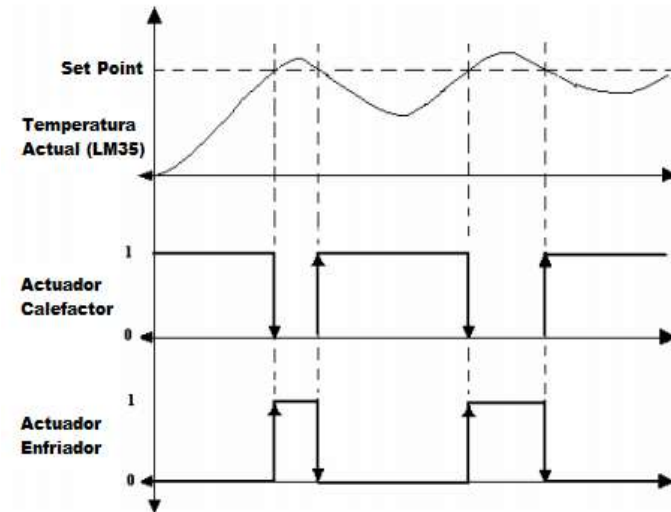 Set Point
Temperatura
Actual (LM35)
1
Actuador
Calefactor
0
1
Actuador
Enfriador
0